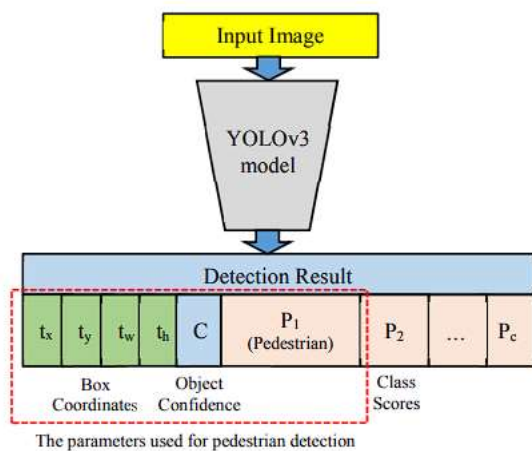 Input Image
YOLOv3
model
Detection Result
tx ty tw th C P1 P2 ... Pc
(Pedestrian)
Box Object Class
Coordinates Confidence Scores
The parameters used for pedestrian detection